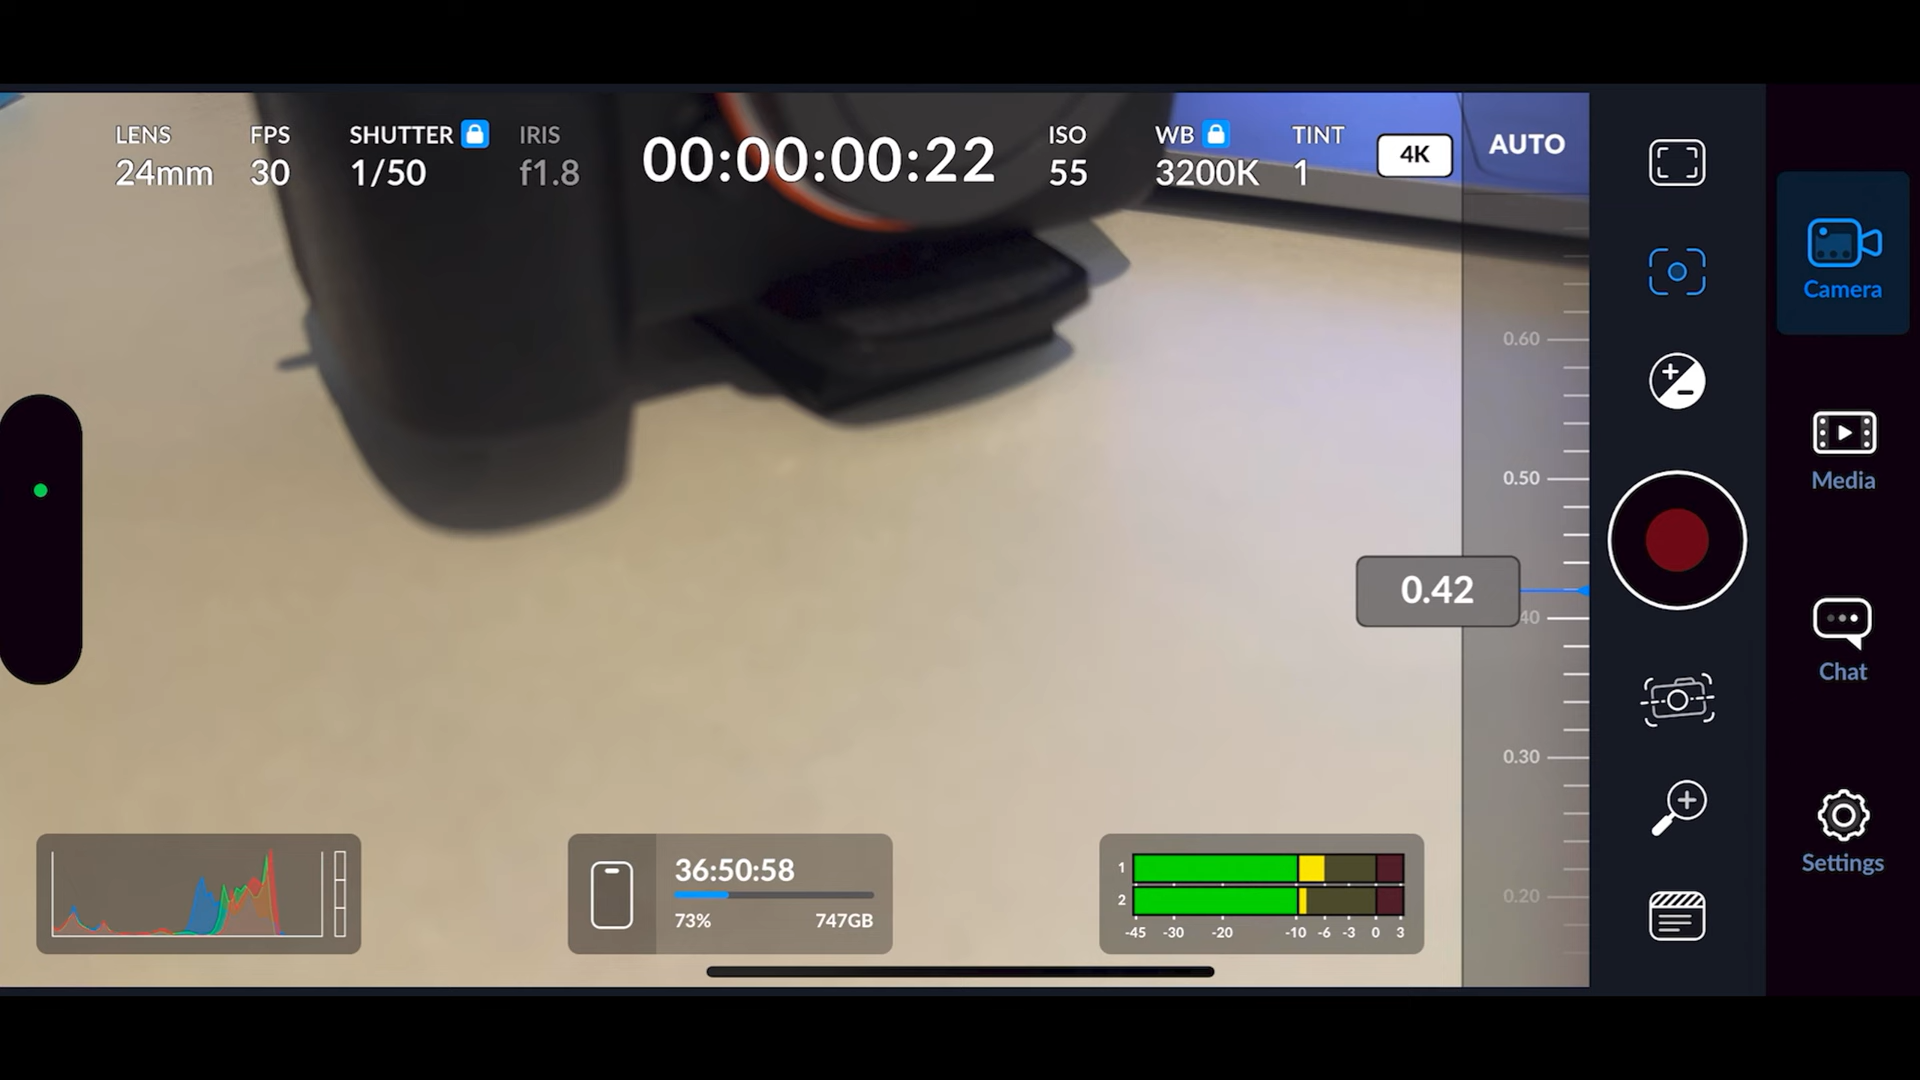 LENS
24mm
FPS
30
SHUTTER
1/50
IRIS
f1.8
00:00:00:22
ISO
55
WB
3200K
TINT
1
4K
AUTO
0.60
0.50
0.42
40
0.30
0.20
Camera
Media
Chat
Settings
36:50:58
73% 747GB
1
2
-45 -30 -20 -10 -6 -3 0 3